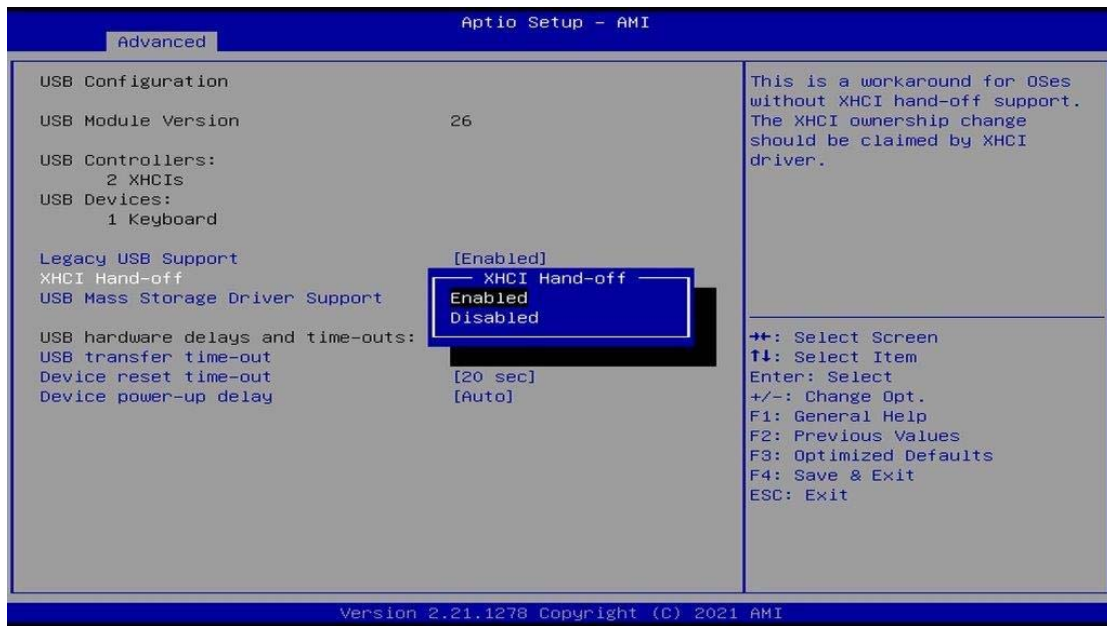 Aptio Setup – AMI
Advanced
USB Configuration
USB Module Version 26
USB Controllers:
2 XHCIs
USB Devices:
1 Keyboard
Legacy USB Support [Enabled]
XHCI Hand-off
USB Mass Storage Driver Support
USB hardware delays and time-outs:
USB transfer time-out
Device reset time-out [20 sec]
Device power-up delay [Auto]
XHCI Hand-off
Enabled
Disabled
This is a workaround for OSes
without XHCI hand-off support.
The XHCI ownership change
should be claimed by XHCI
driver.
→←: Select Screen
↑↓: Select Item
Enter: Select
+/-: Change Opt.
F1: General Help
F2: Previous Values
F3: Optimized Defaults
F4: Save & Exit
ESC: Exit
Version 2.21.1278 Copyright (C) 2021 AMI